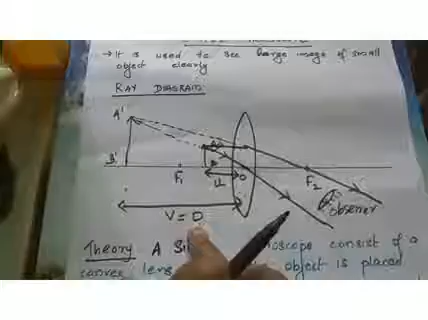 → It is used to see large image of small
object clearly
RAY DIAGRAM
A'
A
B'
B
F₁
u
O
F₂
observer
V = D
Theory A Si oscope consist of a
convex lens object is placed